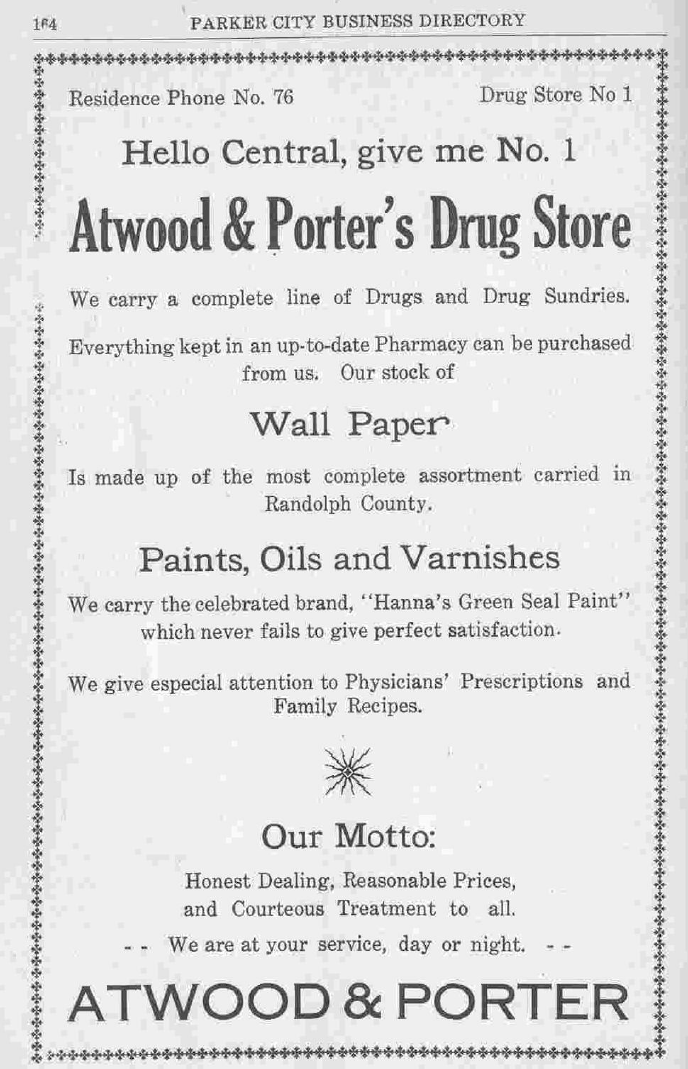 164 PARKER CITY BUSINESS DIRECTORY
Residence Phone No. 76 Drug Store No 1
Hello Central, give me No. 1
Atwood & Porter's Drug Store
We carry a complete line of Drugs and Drug Sundries.
Everything kept in an up-to-date Pharmacy can be purchased
from us. Our stock of
Wall Paper
Is made up of the most complete assortment carried in
Randolph County.
Paints, Oils and Varnishes
We carry the celebrated brand, "Hanna's Green Seal Paint"
which never fails to give perfect satisfaction.
We give especial attention to Physicians' Prescriptions and
Family Recipes.
Our Motto:
Honest Dealing, Reasonable Prices,
and Courteous Treatment to all.
- - We are at your service, day or night. - -
ATWOOD & PORTER